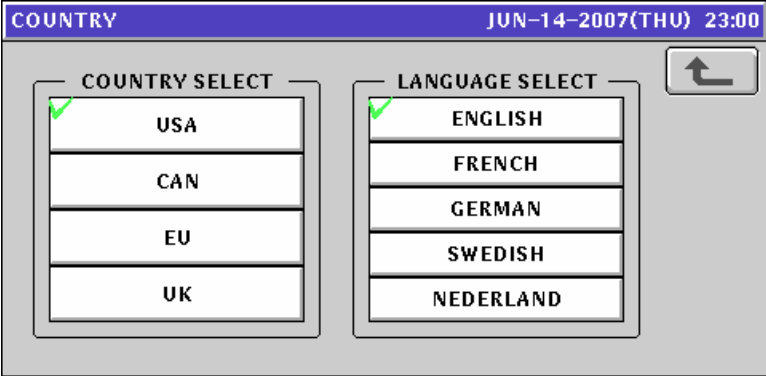 COUNTRY JUN-14-2007(THU) 23:00
COUNTRY SELECT
USA
CAN
EU
UK
LANGUAGE SELECT
ENGLISH
FRENCH
GERMAN
SWEDISH
NEDERLAND